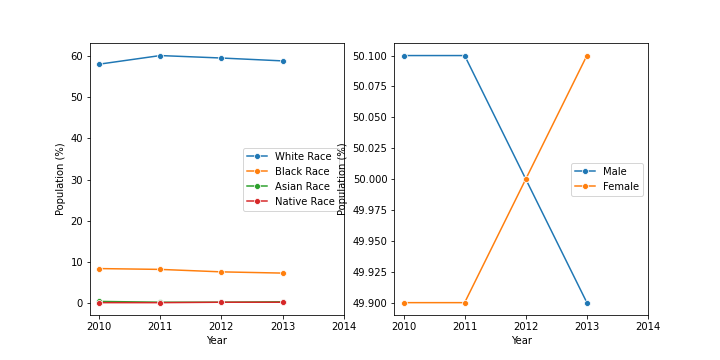 60
50
40
30
20
10
0
Population (%)
White Race
Black Race
Asian Race
Native Race
2010 2011 2012 2013 2014
Year
50.100
50.075
50.050
50.025
50.000
49.975
49.950
49.925
49.900
Population (%)
Male
Female
2010 2011 2012 2013 2014
Year